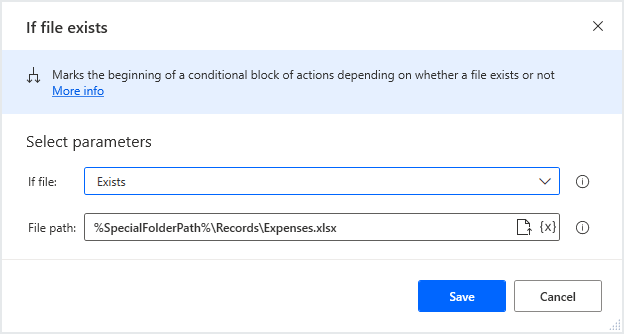 If file exists
Marks the beginning of a conditional block of actions depending on whether a file exists or not
More info
Select parameters
If file: Exists
File path: %SpecialFolderPath%\Records\Expenses.xlsx {x}
Save Cancel